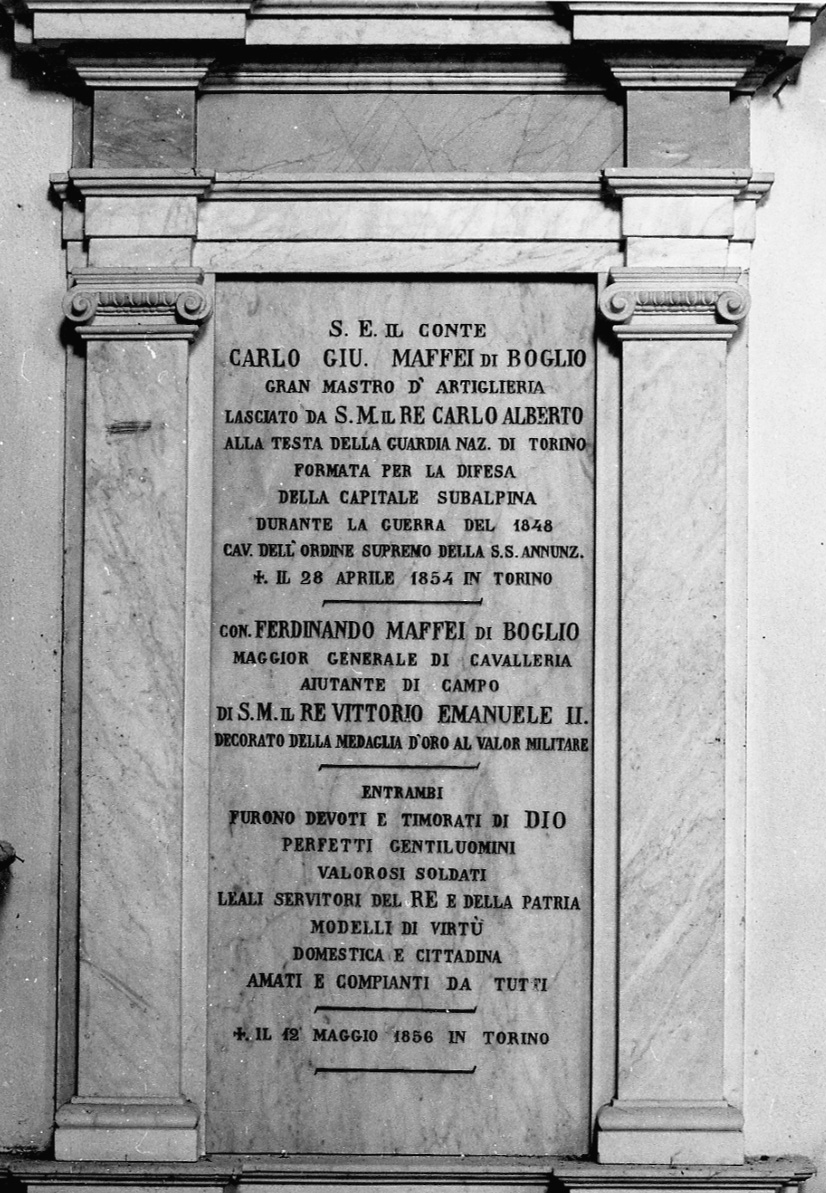 S. E. IL CONTE
CARLO GIU. MAFFEI DI BOGLIO
GRAN MASTRO D' ARTIGLIERIA
LASCIATO DA S. M. IL RE CARLO ALBERTO
ALLA TESTA DELLA GUARDIA NAZ. DI TORINO
FORMATA PER LA DIFESA
DELLA CAPITALE SUBALPINA
DURANTE LA GUERRA DEL 1848
CAV. DELL'ORDINE SUPREMO DELLA S.S. ANNUNZ.
✝. IL 28 APRILE 1854 IN TORINO
CON. FERDINANDO MAFFEI DI BOGLIO
MAGGIOR GENERALE DI CAVALLERIA
AIUTANTE DI CAMPO
DI S. M. IL RE VITTORIO EMANUELE II.
DECORATO DELLA MEDAGLIA D'ORO AL VALOR MILITARE
ENTRAMBI
FURONO DEVOTI E TIMORATI DI DIO
PERFETTI GENTILUOMINI
VALOROSI SOLDATI
LEALI SERVITORI DEL RE E DELLA PATRIA
MODELLI DI VIRTÙ
DOMESTICA E CITTADINA
AMATI E COMPIANTI DA TUTTI
✝. IL 12 MAGGIO 1856 IN TORINO